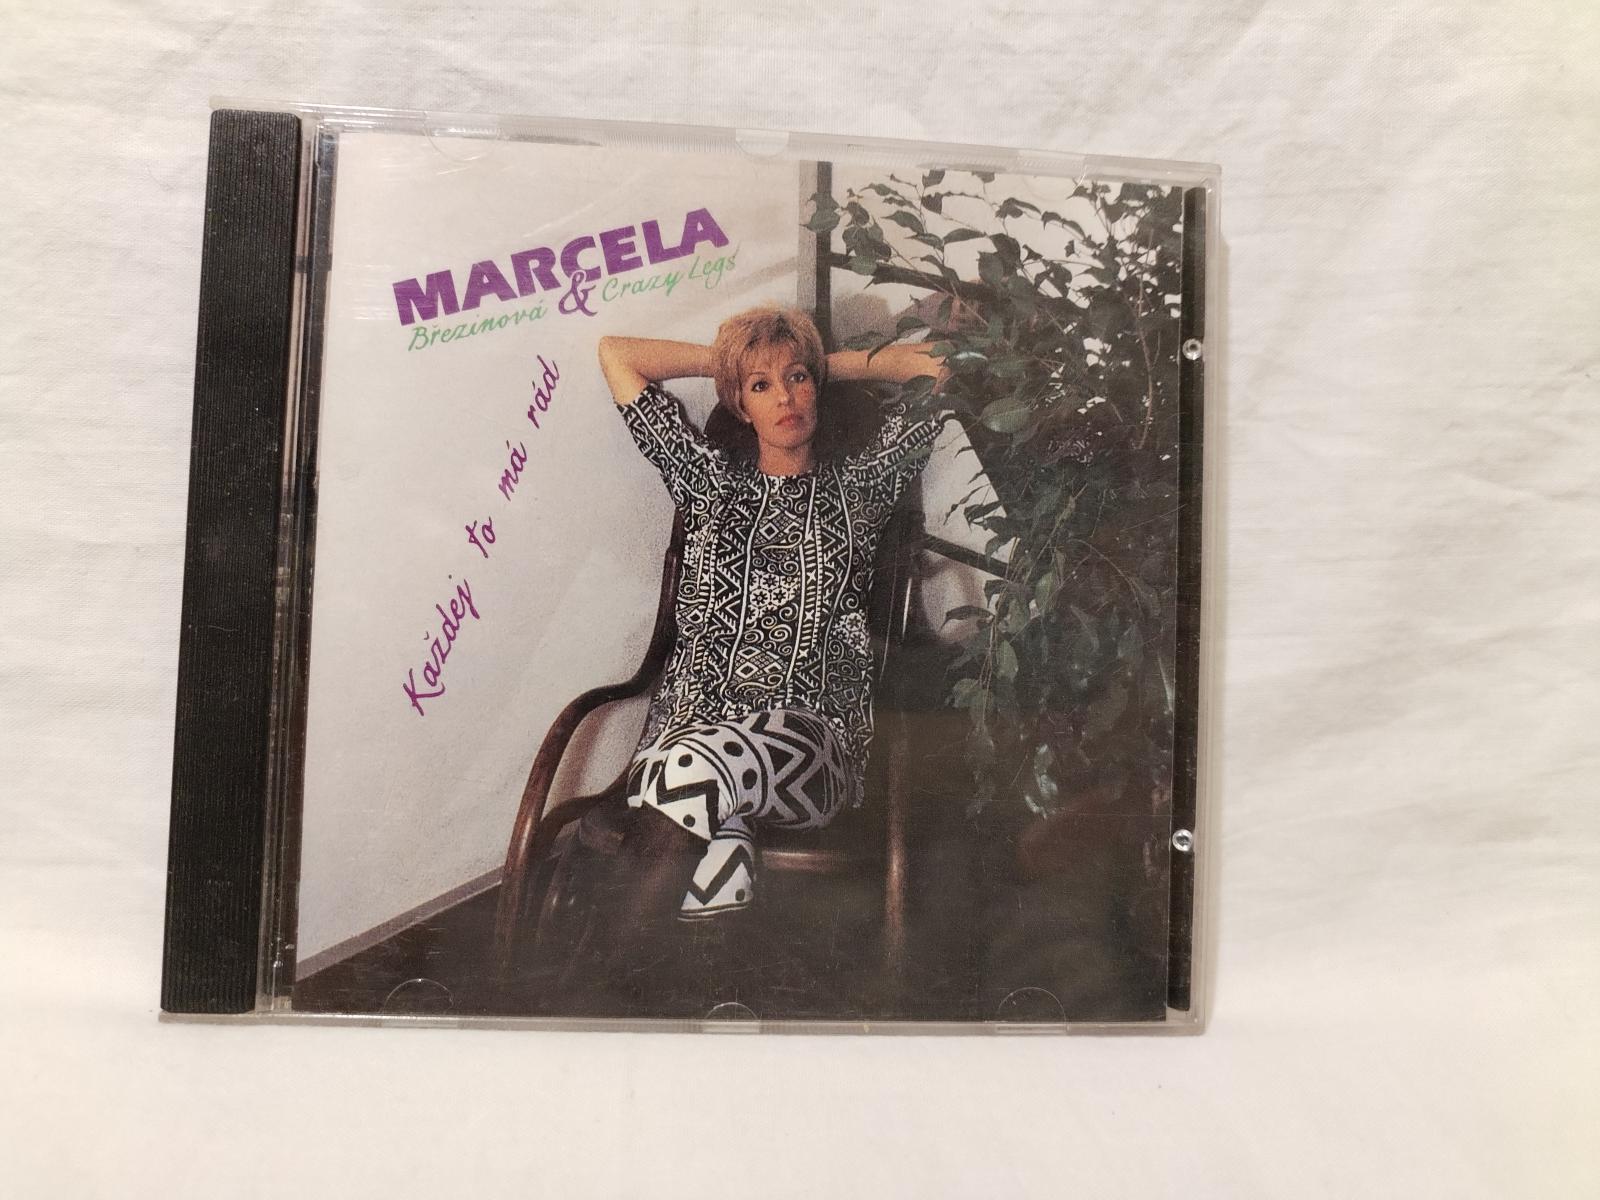 MARCELA
Březinová & Crazy Legs
Každej to má rád